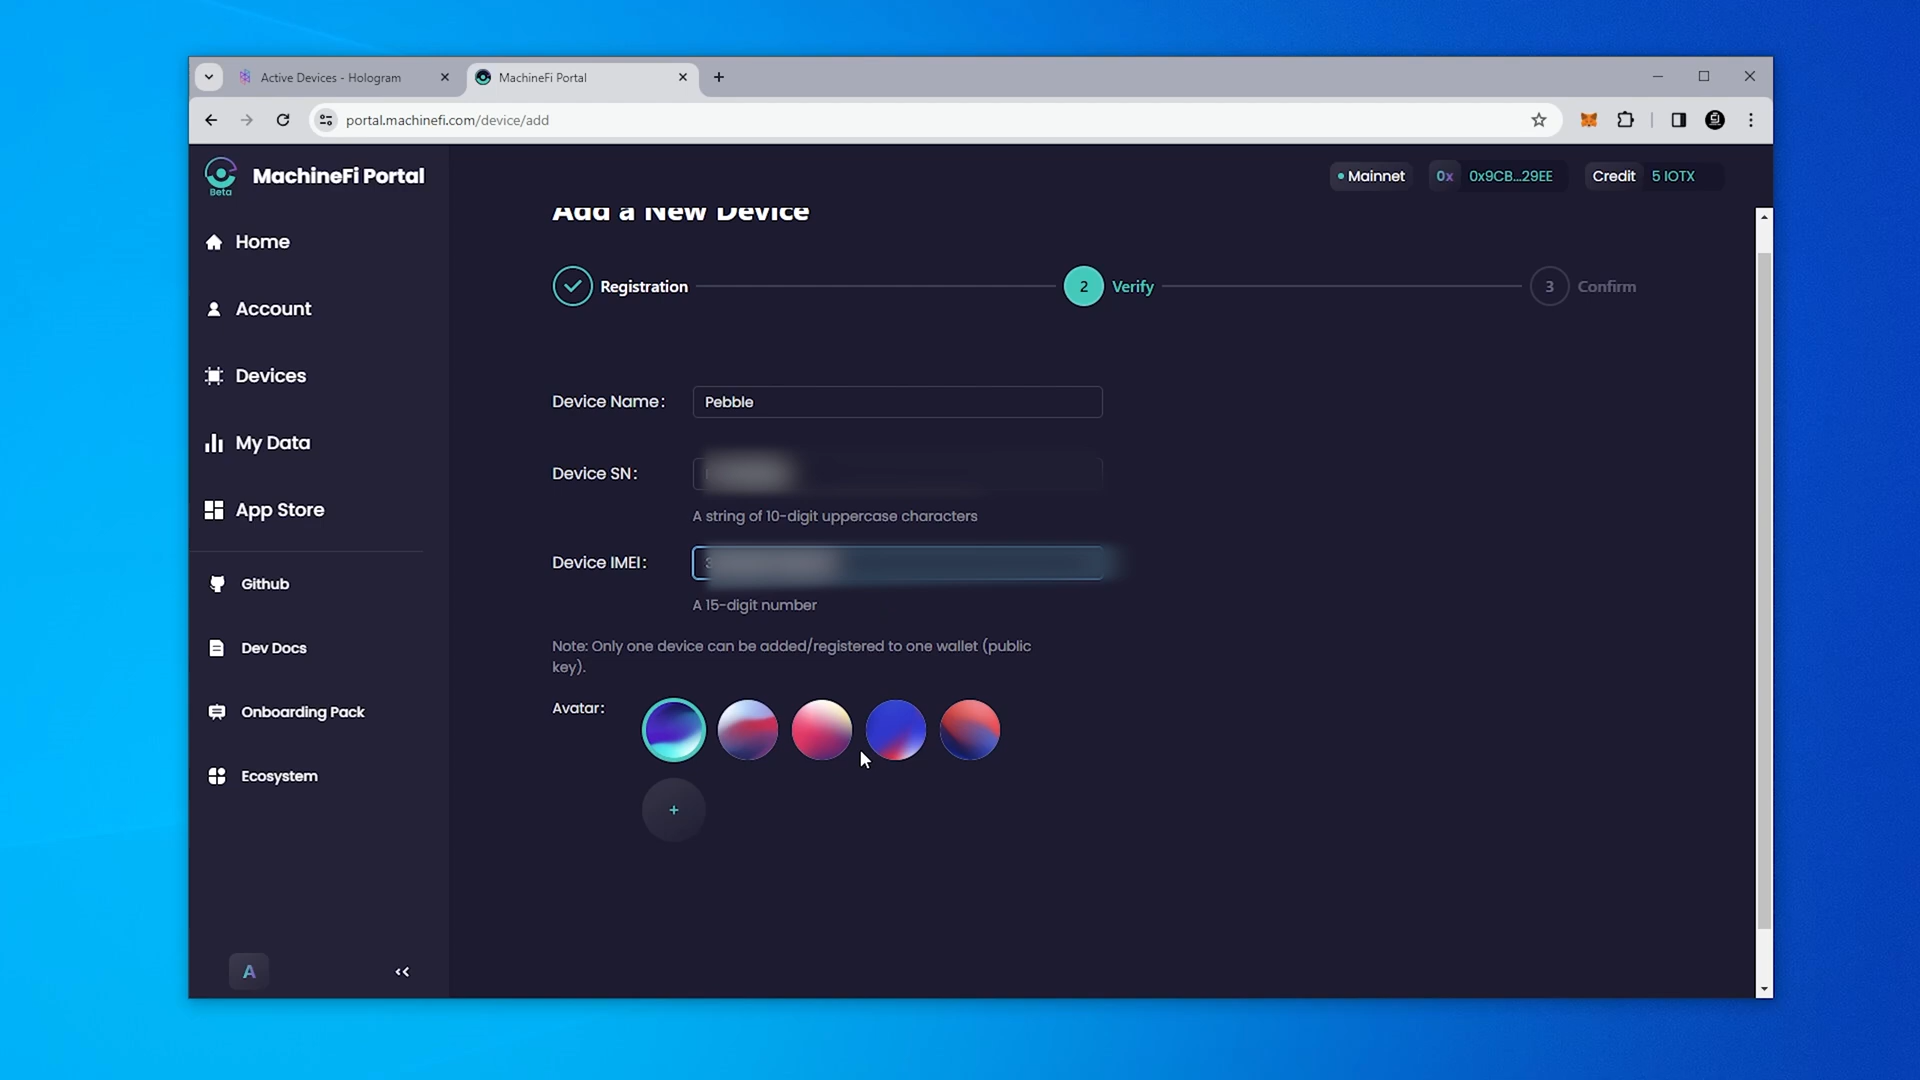 Active Devices - Hologram
MachineFi Portal
portal.machinefi.com/device/add
Beta
MachineFi Portal
Mainnet
0x
0x9CB...29EE
Credit
5 IOTX
Home
Account
Devices
My Data
App Store
Github
Dev Docs
Onboarding Pack
Ecosystem
A
Add a New Device
Registration
2
Verify
3
Confirm
Device Name:
Pebble
Device SN:
A string of 10-digit uppercase characters
Device IMEI:
A 15-digit number
Note: Only one device can be added/registered to one wallet (public
key).
Avatar:
+